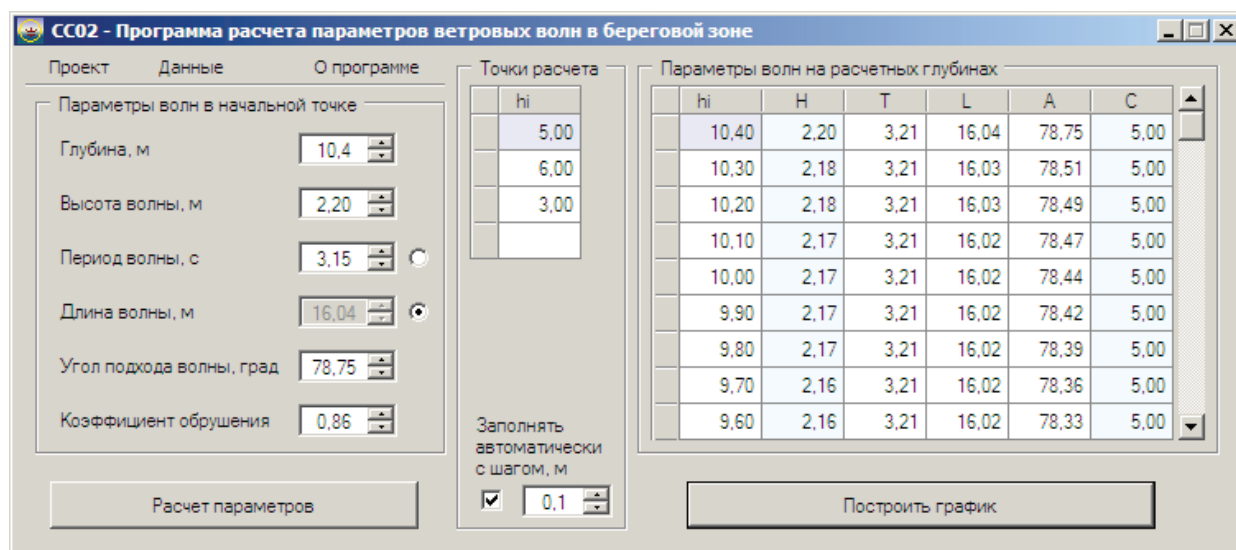 СС02 - Программа расчета параметров ветровых волн в береговой зоне
Проект Данные О программе
Параметры волн в начальной точке
Глубина, м 10,4
Высота волны, м 2,20
Период волны, с 3,15
Длина волны, м 16,04
Угол подхода волны, град 78,75
Коэффициент обрушения 0,86
Расчет параметров
Точки расчета
hi
5,00
6,00
3,00
Заполнять
автоматически
с шагом, м
0,1
Параметры волн на расчетных глубинах
hi H T L A C
10,40 2,20 3,21 16,04 78,75 5,00
10,30 2,18 3,21 16,03 78,51 5,00
10,20 2,18 3,21 16,03 78,49 5,00
10,10 2,17 3,21 16,02 78,47 5,00
10,00 2,17 3,21 16,02 78,44 5,00
9,90 2,17 3,21 16,02 78,42 5,00
9,80 2,17 3,21 16,02 78,39 5,00
9,70 2,16 3,21 16,02 78,36 5,00
9,60 2,16 3,21 16,02 78,33 5,00
Построить график